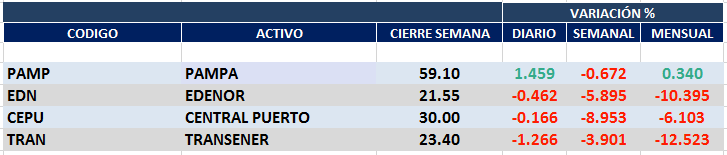 VARIACIÓN %
CODIGO ACTIVO CIERRE SEMANA DIARIO SEMANAL MENSUAL
PAMP PAMPA 59.10 1.459 -0.672 0.340
EDN EDENOR 21.55 -0.462 -5.895 -10.395
CEPU CENTRAL PUERTO 30.00 -0.166 -8.953 -6.103
TRAN TRANSENER 23.40 -1.266 -3.901 -12.523